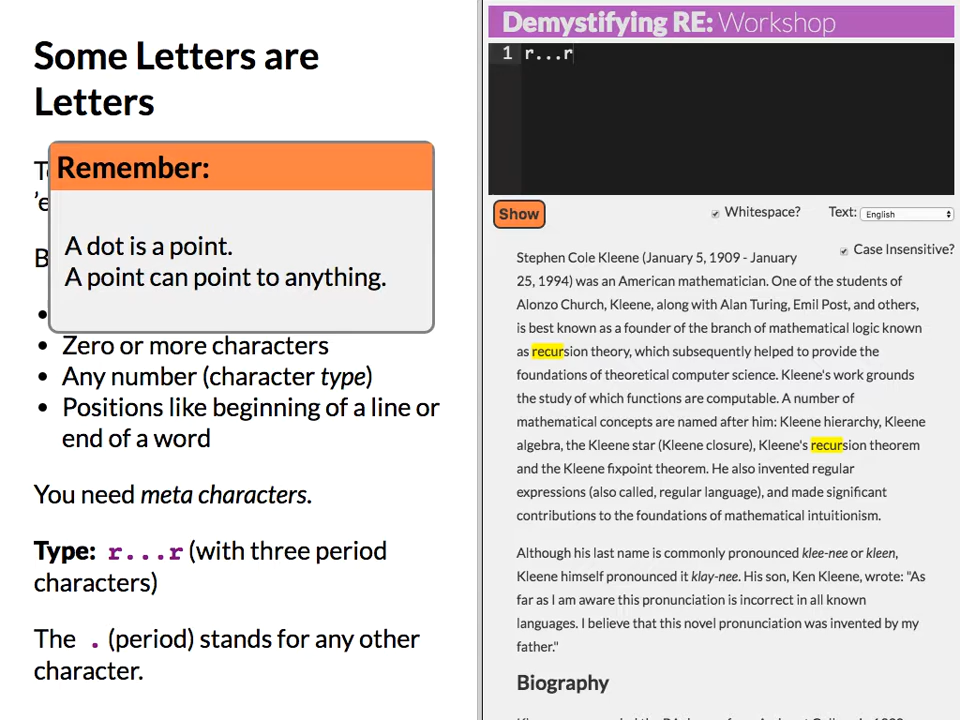 Some Letters are
Letters
Remember:
A dot is a point.
A point can point to anything.
Zero or more characters
Any number (character type)
Positions like beginning of a line or
end of a word
You need meta characters.
Type: r...r (with three period
characters)
The . (period) stands for any other
character.
Demystifying RE: Workshop
1 r...r
Show
Whitespace?
Text: English
Case Insensitive?
Stephen Cole Kleene (January 5, 1909 - January
25, 1994) was an American mathematician. One of the students of
Alonzo Church, Kleene, along with Alan Turing, Emil Post, and others,
is best known as a founder of the branch of mathematical logic known
as recursion theory, which subsequently helped to provide the
foundations of theoretical computer science. Kleene's work grounds
the study of which functions are computable. A number of
mathematical concepts are named after him: Kleene hierarchy, Kleene
algebra, the Kleene star (Kleene closure), Kleene's recursion theorem
and the Kleene fixpoint theorem. He also invented regular
expressions (also called, regular language), and made significant
contributions to the foundations of mathematical intuitionism.
Although his last name is commonly pronounced klee-nee or kleen,
Kleene himself pronounced it klay-nee. His son, Ken Kleene, wrote: "As
far as I am aware this pronunciation is incorrect in all known
languages. I believe that this novel pronunciation was invented by my
father."
Biography